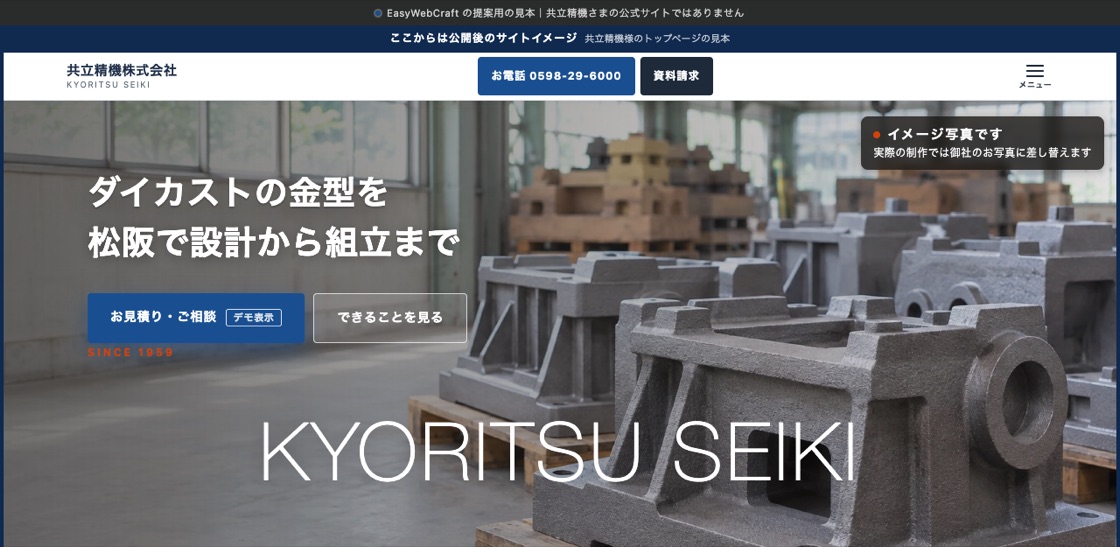 EasyWebCraft の提案用の見本｜共立精機さまの公式サイトではありません
ここからは公開後のサイトイメージ 共立精機様のトップページの見本
共立精機株式会社
KYORITSU SEIKI
お電話 0598-29-6000
資料請求
メニュー
イメージ写真です
実際の制作では御社のお写真に差し替えます
ダイカストの金型を
松阪で設計から組立まで
お見積り・ご相談 デモ表示
できることを見る
SINCE 1959
KYORITSU SEIKI